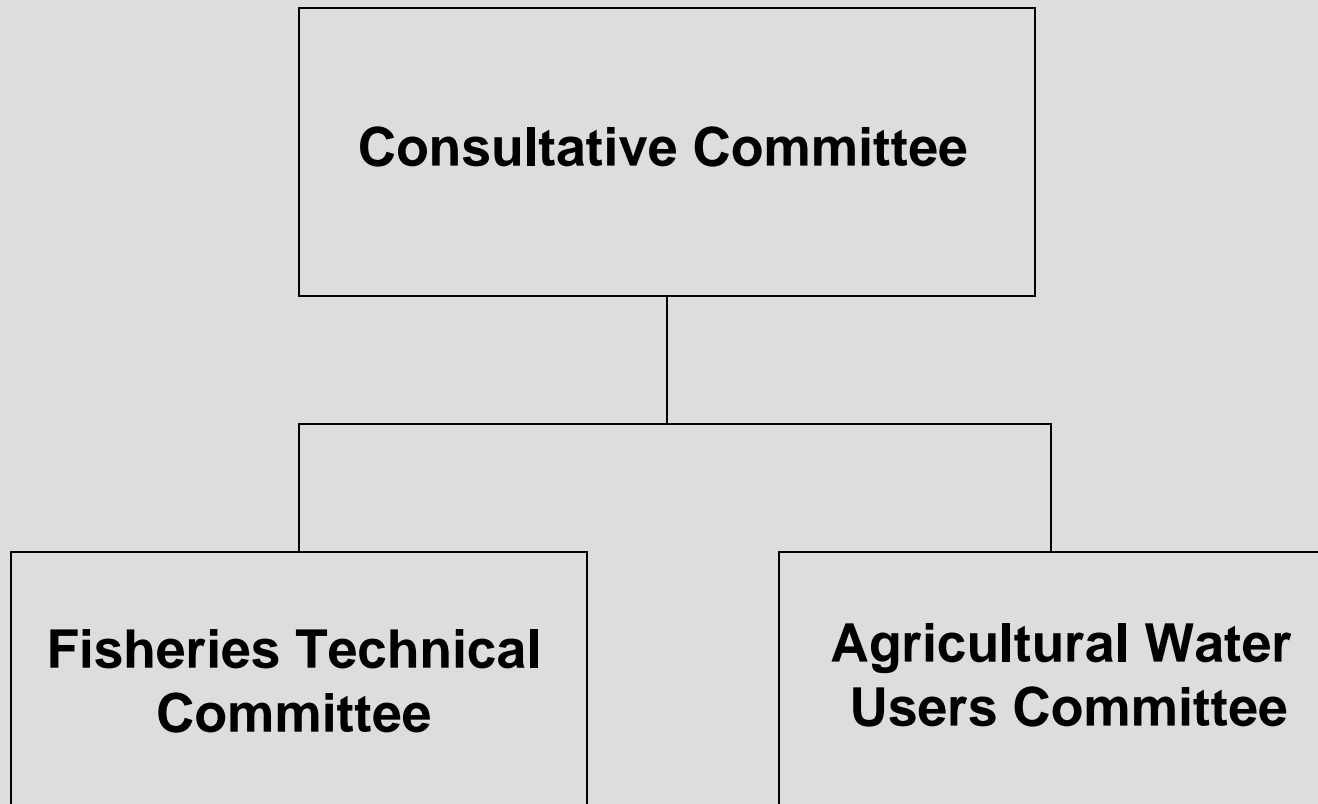 Consultative Committee
Fisheries Technical
Committee
Agricultural Water
Users Committee